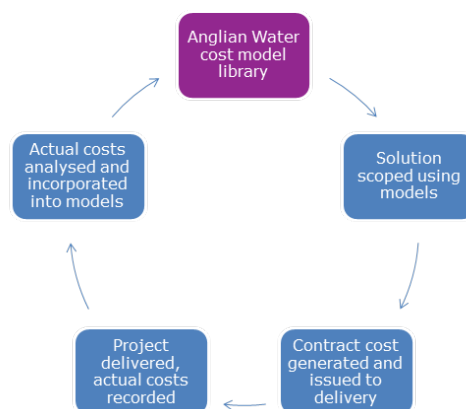 Anglian Water
cost model
library
Solution
scoped using
models
Contract cost
generated and
issued to
delivery
Project
delivered,
actual costs
recorded
Actual costs
analysed and
incorporated
into models